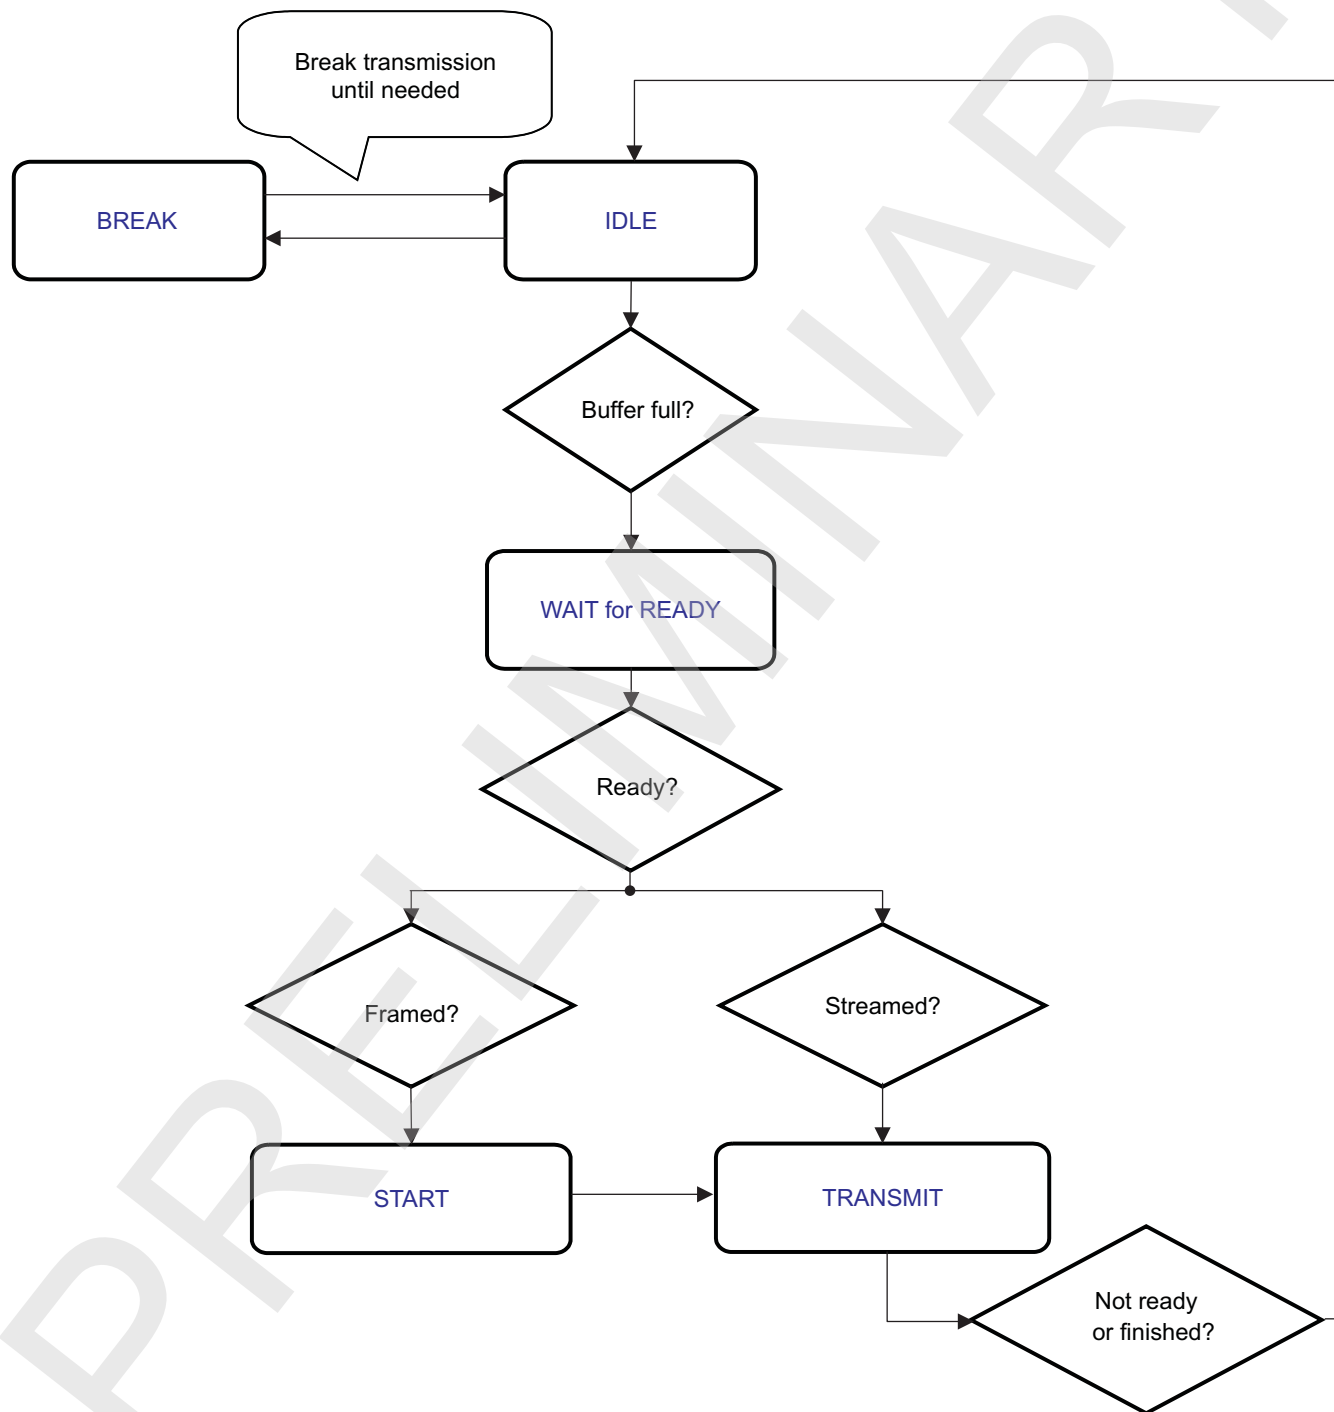 Break transmission
until needed
BREAK
IDLE
Buffer full?
WAIT for READY
Ready?
Framed?
Streamed?
START
TRANSMIT
Not ready
or finished?
PRELIMINAR